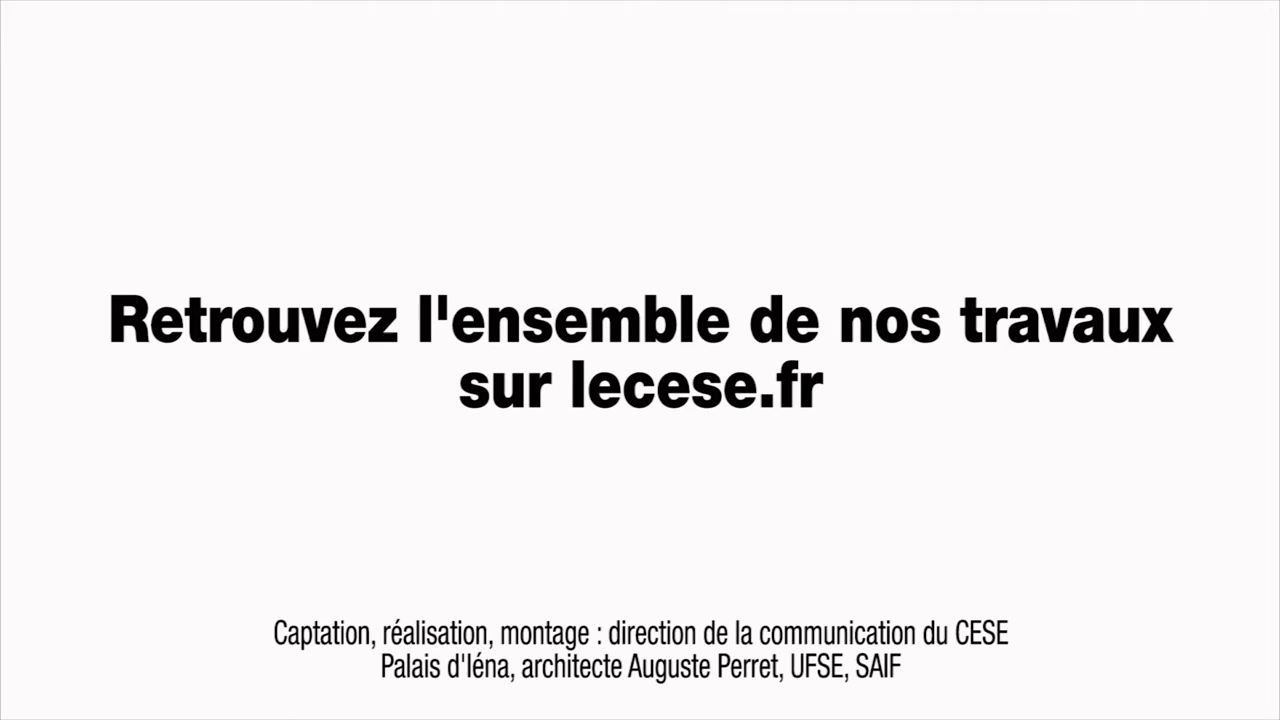 Retrouvez l'ensemble de nos travaux
sur lecese.fr
Captation, réalisation, montage : direction de la communication du CESE
Palais d'Iéna, architecte Auguste Perret, UFSE, SAIF